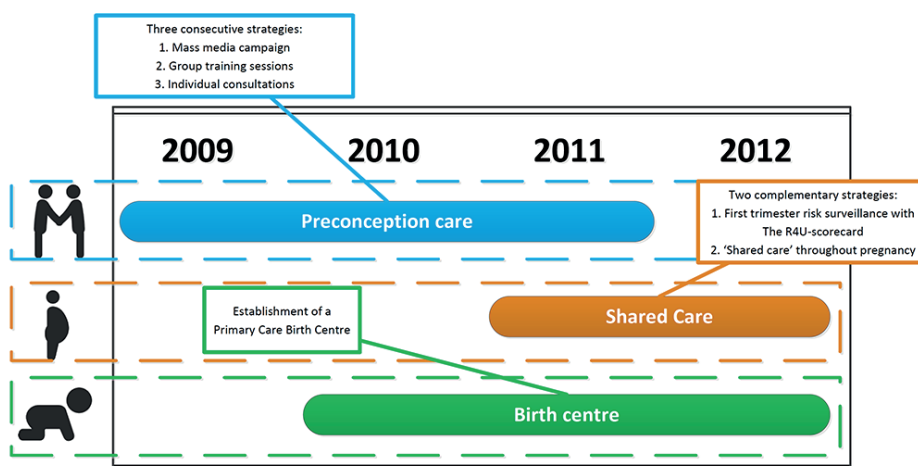 Three consecutive strategies:
1. Mass media campaign
2. Group training sessions
3. Individual consultations
2009
2010
2011
2012
Preconception care
Two complementary strategies:
1. First trimester risk surveillance with
The R4U-scorecard
2. ‘Shared care’ throughout pregnancy
Establishment of a
Primary Care Birth Centre
Shared Care
Birth centre